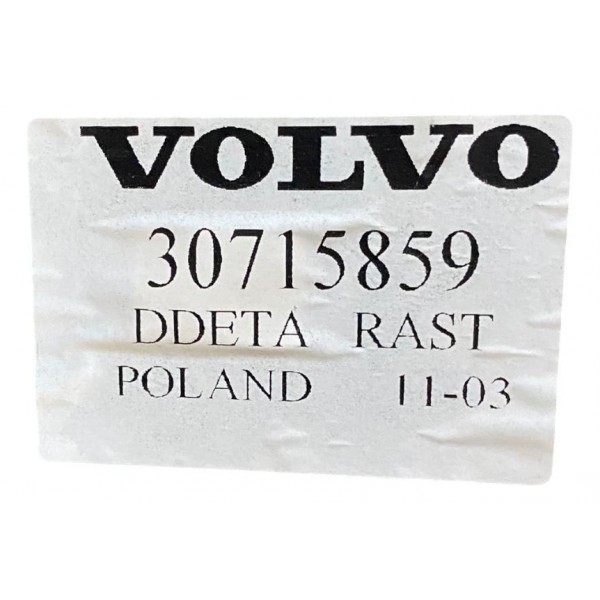 VOLVO
30715859
DDETA RAST
POLAND 11-03